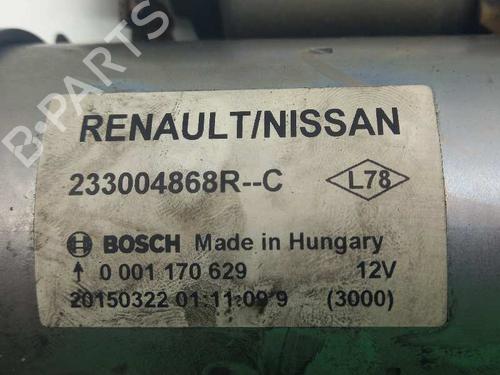 RENAULT/NISSAN
233004868R--C L78
BOSCH Made in Hungary
0 001 170 629 12V
20150322 01:11:09 9 (3000)
B-PARTS